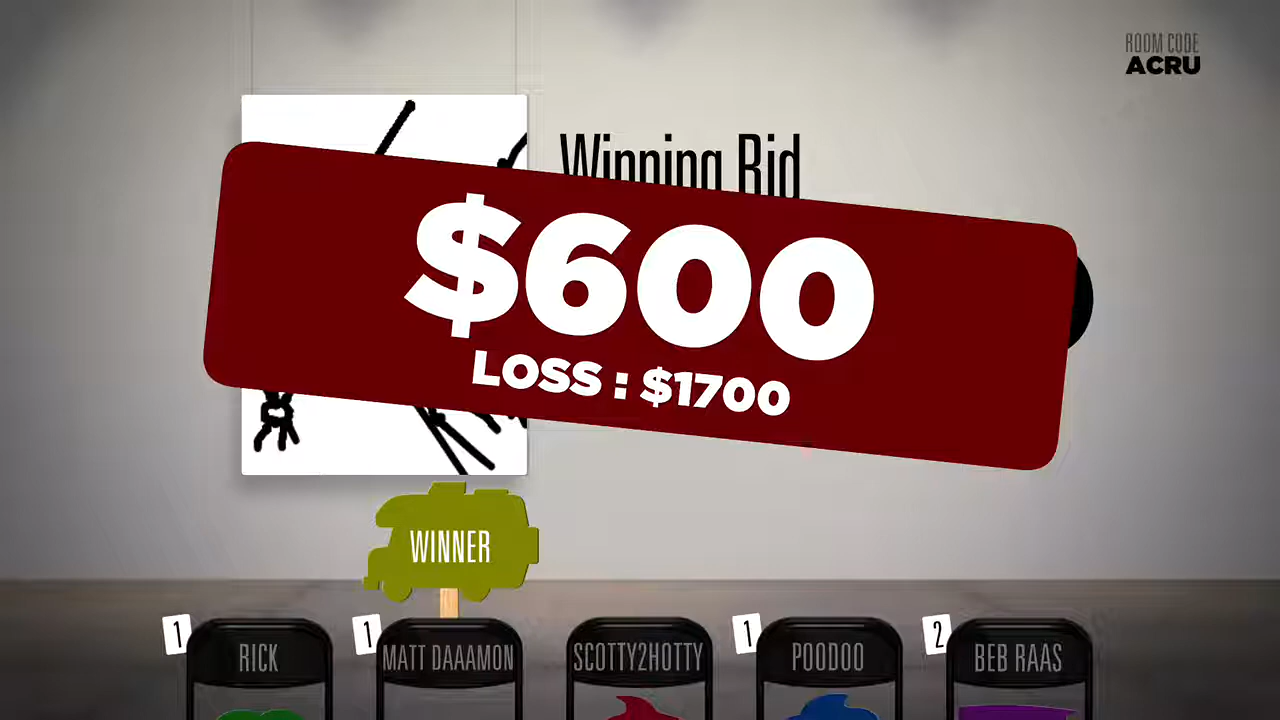 ROOM CODE
ACRU
Winning Bid
$600
LOSS : $1700
WINNER
1
1
1
2
RICK
MATT DAAAMON
SCOTTY2HOTTY
POODOO
BEB RAAS